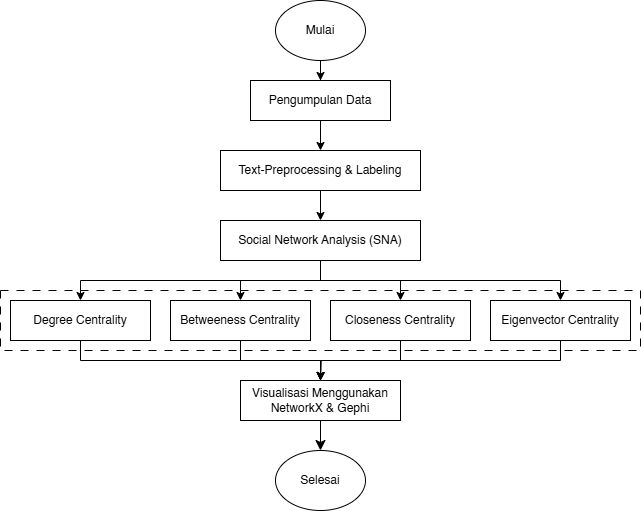 Mulai
Pengumpulan Data
Text-Preprocessing & Labeling
Social Network Analysis (SNA)
Degree Centrality
Betweeness Centrality
Closeness Centrality
Eigenvector Centrality
Visualisasi Menggunakan
NetworkX & Gephi
Selesai